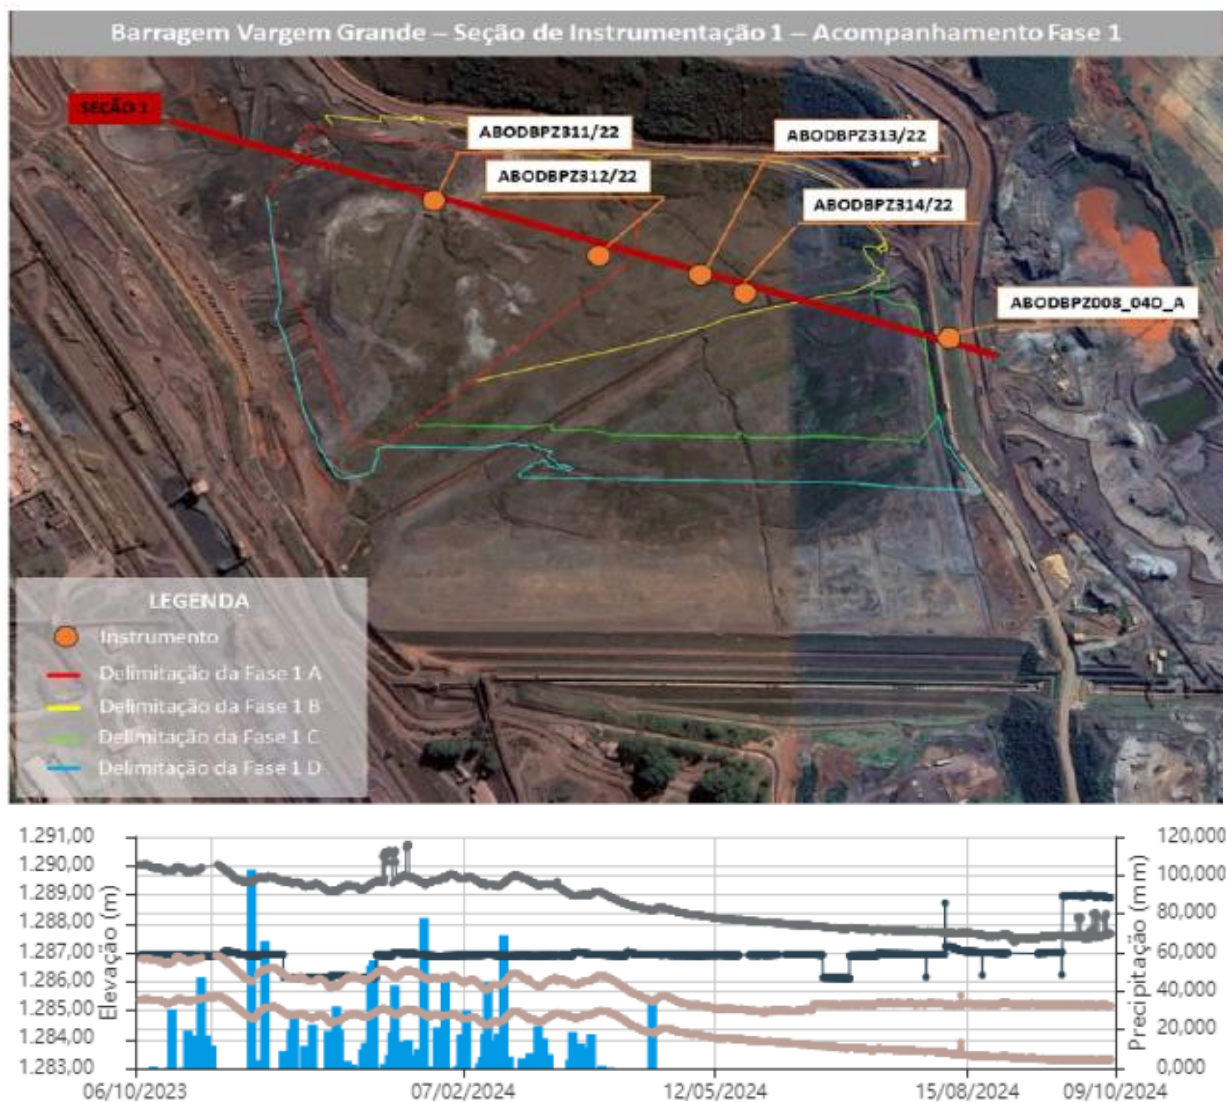 Barragem Vargem Grande – Seção de Instrumentação 1 – Acompanhamento Fase 1
SEÇÃO 1
ABODBPZ311/22
ABODBPZ313/22
ABODBPZ312/22
ABODBPZ314/22
ABODBPZ008_04D_A
LEGENDA
Instrumento
Delimitação da Fase 1 A
Delimitação da Fase 1 B
Delimitação da Fase 1 C
Delimitação da Fase 1 D
1.291,00
1.290,00
1.289,00
1.288,00
1.287,00
1.286,00
1.285,00
1.284,00
1.283,00
Elevação (m)
120,000
100,000
80,000
60,000
40,000
20,000
0,000
Precipitação (mm)
06/10/2023
07/02/2024
12/05/2024
15/08/2024
09/10/2024